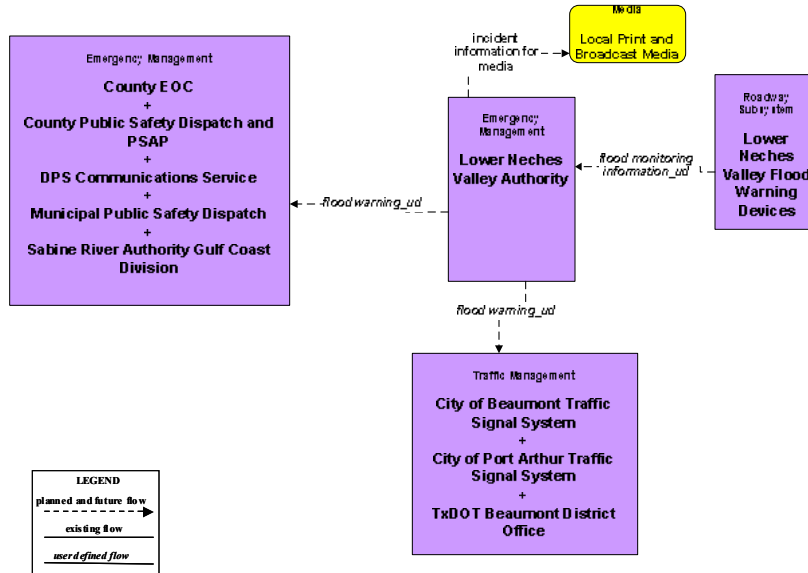 Media
Local Print and
Broadcast Media
incident
information for
media
Emergency Management
County EOC
+
County Public Safety Dispatch and
PSAP
+
DPS Communications Service
+
Municipal Public Safety Dispatch
+
Sabine River Authority Gulf Coast
Division
Emergency
Management
Lower Neches
Valley Authority
Roadway
Subsystem
Lower
Neches
Valley Flood
Warning
Devices
flood monitoring
information_ud
flood warning_ud
flood warning_ud
Traffic Management
City of Beaumont Traffic
Signal System
+
City of Port Arthur Traffic
Signal System
+
TxDOT Beaumont District
Office
LEGEND
planned and future flow
existing flow
user defined flow